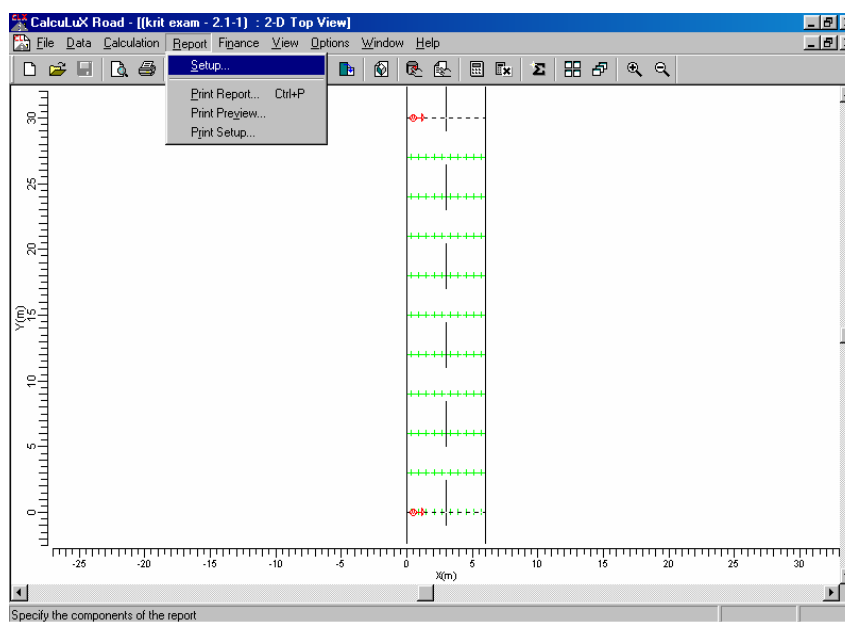 CalcuLuX Road - [(krit exam - 2.1-1) : 2-D Top View]
File Data Calculation Report Finance View Options Window Help
Setup...
Print Report... Ctrl+P
Print Preview...
Print Setup...
30
25
20
15
10
5
0
Y(m)
-25 -20 -15 -10 -5 0 5 10 15 20 25 30
X(m)
Specify the components of the report